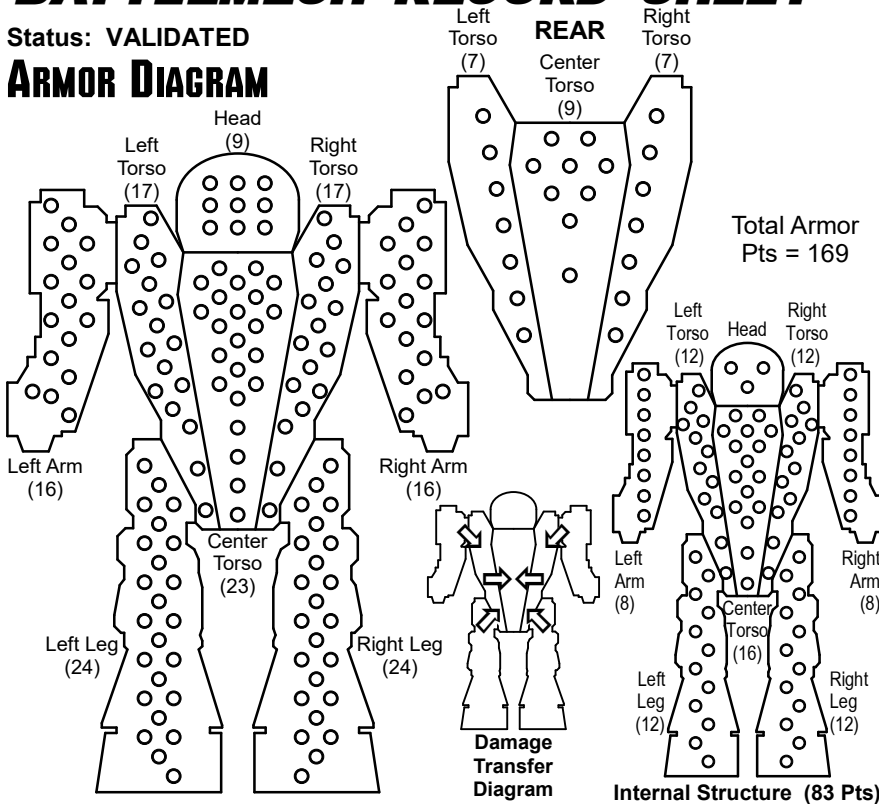 BATTLEMECH RECORD SHEET
Status: VALIDATED
ARMOR DIAGRAM
Head
(9)
Left
Torso
(17)
Right
Torso
(17)
Left Arm
(16)
Right Arm
(16)
Center
Torso
(23)
Left Leg
(24)
Right Leg
(24)
REAR
Left
Torso
(7)
Center
Torso
(9)
Right
Torso
(7)
Total Armor
Pts = 169
Left
Torso
(12)
Head
Right
Torso
(12)
Left
Arm
(8)
Right
Arm
(8)
Center
Torso
(16)
Left
Leg
(12)
Right
Leg
(12)
Damage
Transfer
Diagram
Internal Structure (83 Pts)